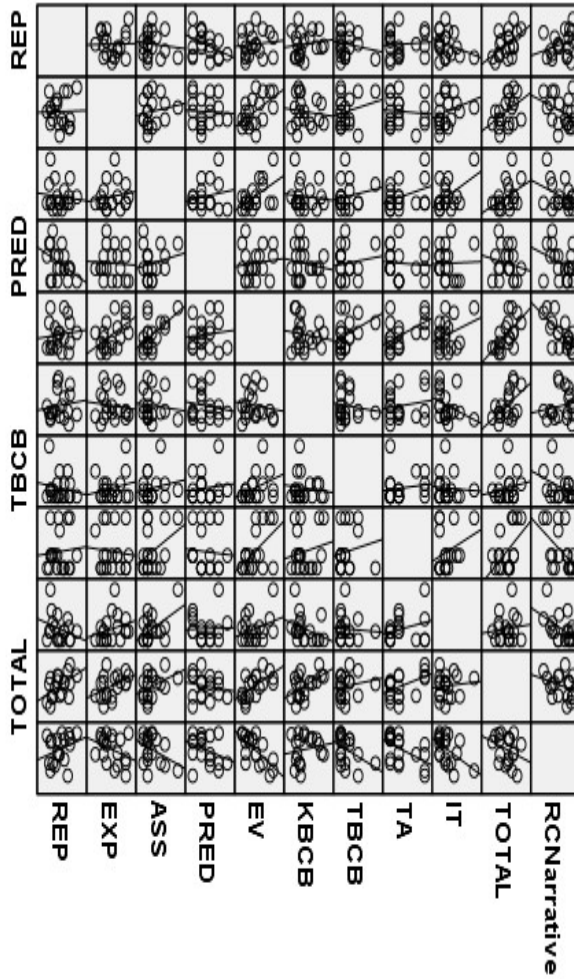 REP
PRED
TBCB
TOTAL
REP
EXP
ASS
PRED
EV
KBCB
TBCB
TA
IT
TOTAL
RCNarrative